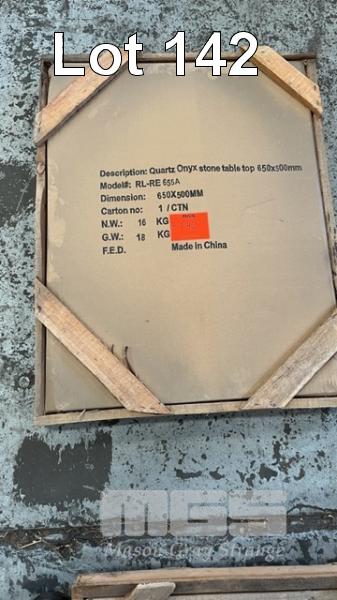 Lot 142
Description: Quartz Onyx stone table top 650x500mm
Model#: RL-RE 655A
Dimension: 650X500MM
Carton no: 1 / CTN
N.W.: 16 KG
G.W.: 18 KG
F.E.D. Made in China
MGS
Mason Gray Strange